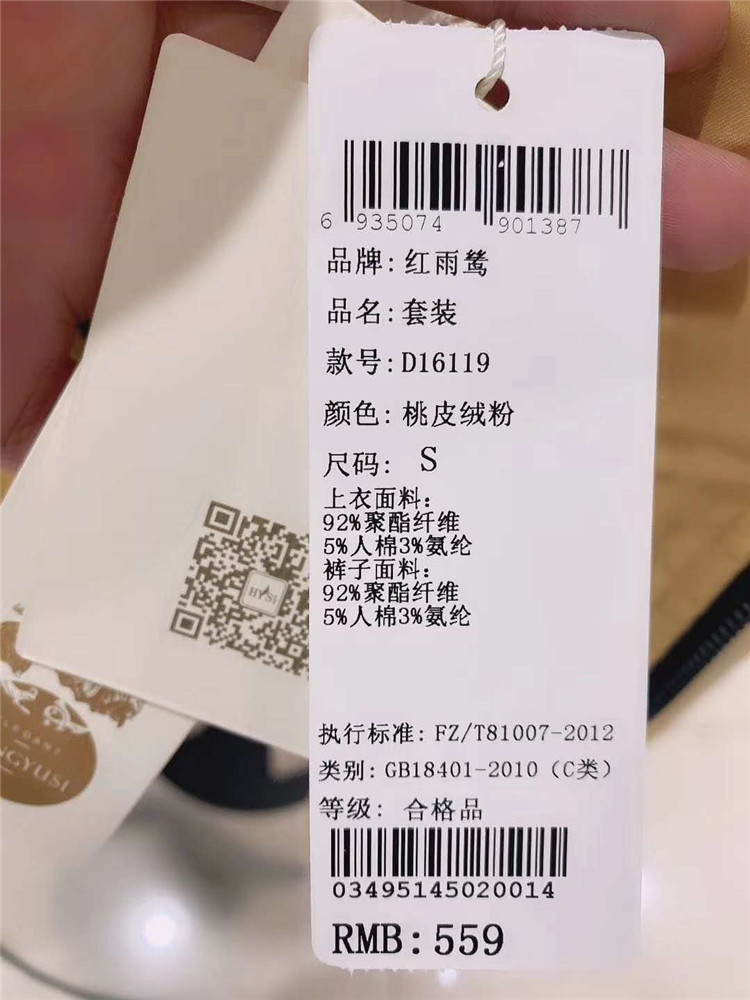 6 935074 901387
品牌: 红雨鸶
品名: 套装
款号: D16119
颜色: 桃皮绒粉
尺码: S
上衣面料:
92%聚酯纤维
5%人棉3%氨纶
裤子面料:
92%聚酯纤维
5%人棉3%氨纶
执行标准: FZ/T81007-2012
类别: GB18401-2010 (C类)
等级: 合格品
03495145020014
RMB: 559
HYSI